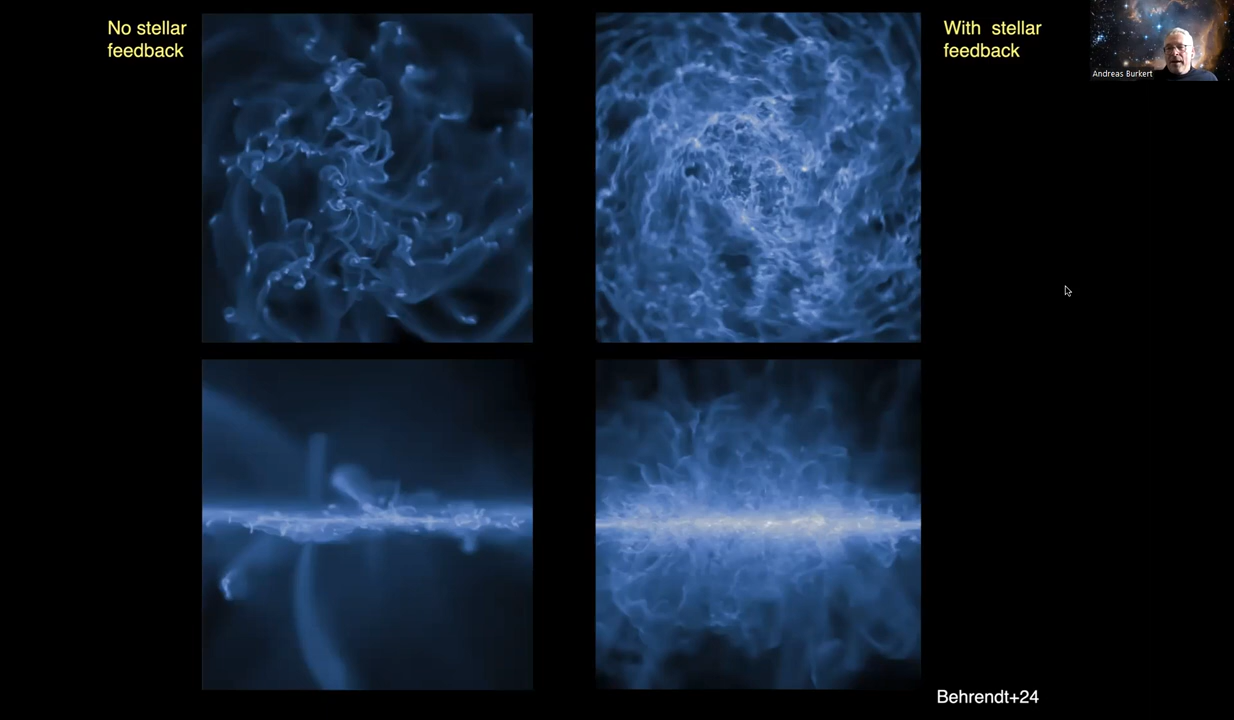 No stellar
feedback
With stellar
feedback
Andreas Burkert
Behrendt+24